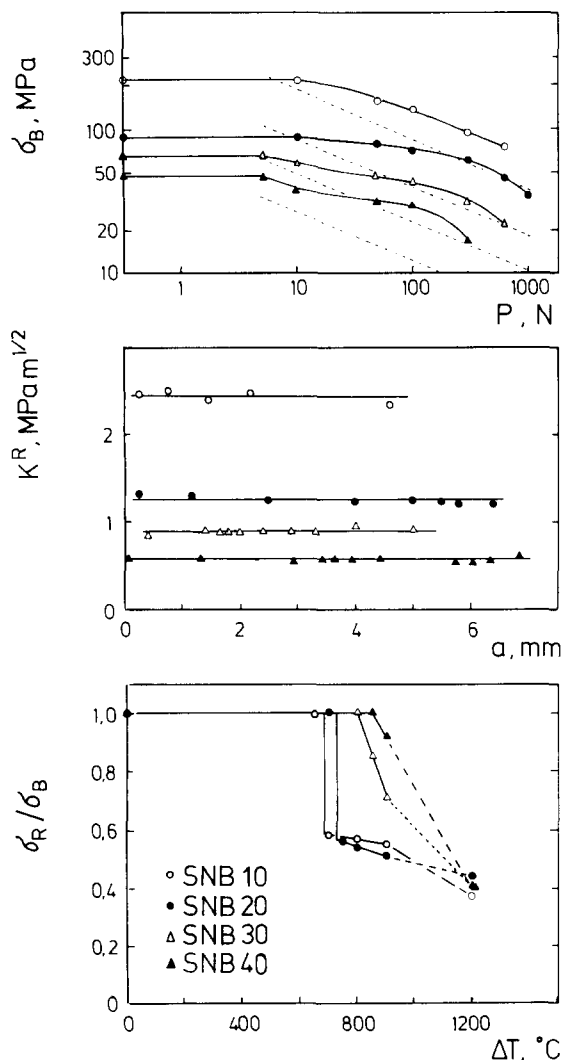 300
100
50
20
10
σB, MPa
1
10
100
1000
P, N
2
1
0
K^R, MPam^1/2
0
2
4
6
a, mm
1,0
0,8
0,6
0,4
0,2
0
σR/σB
SNB 10
SNB 20
SNB 30
SNB 40
0
400
800
1200
ΔT, °C